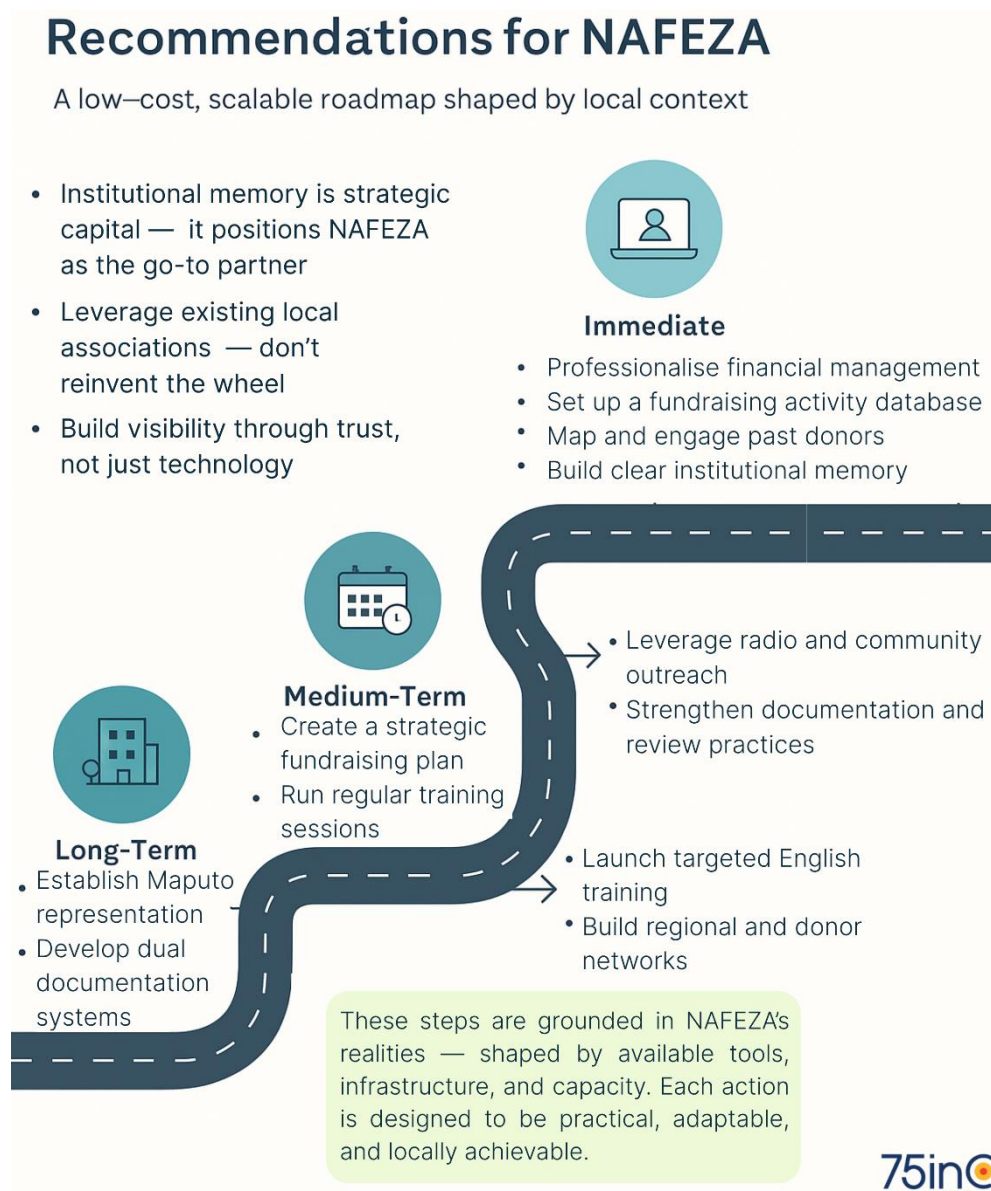 Recommendations for NAFEZA
A low–cost, scalable roadmap shaped by local context
• Institutional memory is strategic
capital — it positions NAFEZA
as the go-to partner
• Leverage existing local
associations — don't
reinvent the wheel
• Build visibility through trust,
not just technology
Immediate
• Professionalise financial management
• Set up a fundraising activity database
• Map and engage past donors
• Build clear institutional memory
• Leverage radio and community
outreach
• Strengthen documentation and
review practices
Medium-Term
• Create a strategic
fundraising plan
• Run regular training
sessions
• Launch targeted English
training
• Build regional and donor
networks
Long-Term
• Establish Maputo
representation
• Develop dual
documentation
systems
These steps are grounded in NAFEZA's
realities — shaped by available tools,
infrastructure, and capacity. Each action
is designed to be practical, adaptable,
and locally achievable.
75in